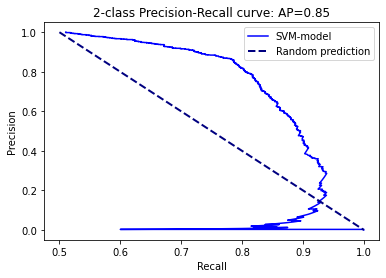 2-class Precision-Recall curve: AP=0.85
SVM-model
Random prediction
Precision
1.0
0.8
0.6
0.4
0.2
0.0
0.5
0.6
0.7
0.8
0.9
1.0
Recall